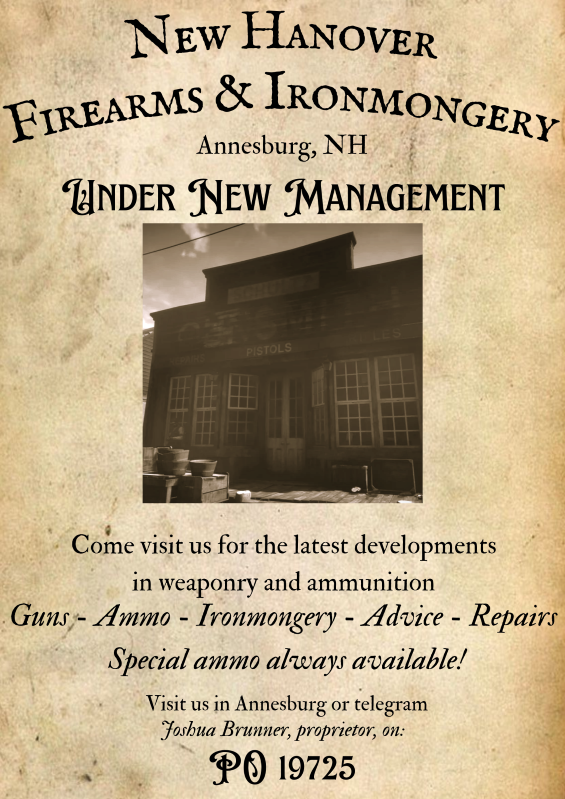 New Hanover
Firearms & Ironmongery
Annesburg, NH
Under New Management
PISTOLS
Come visit us for the latest developments
in weaponry and ammunition
Guns - Ammo - Ironmongery - Advice - Repairs
Special ammo always available!
Visit us in Annesburg or telegram
Joshua Brunner, proprietor, on:
PO 19725